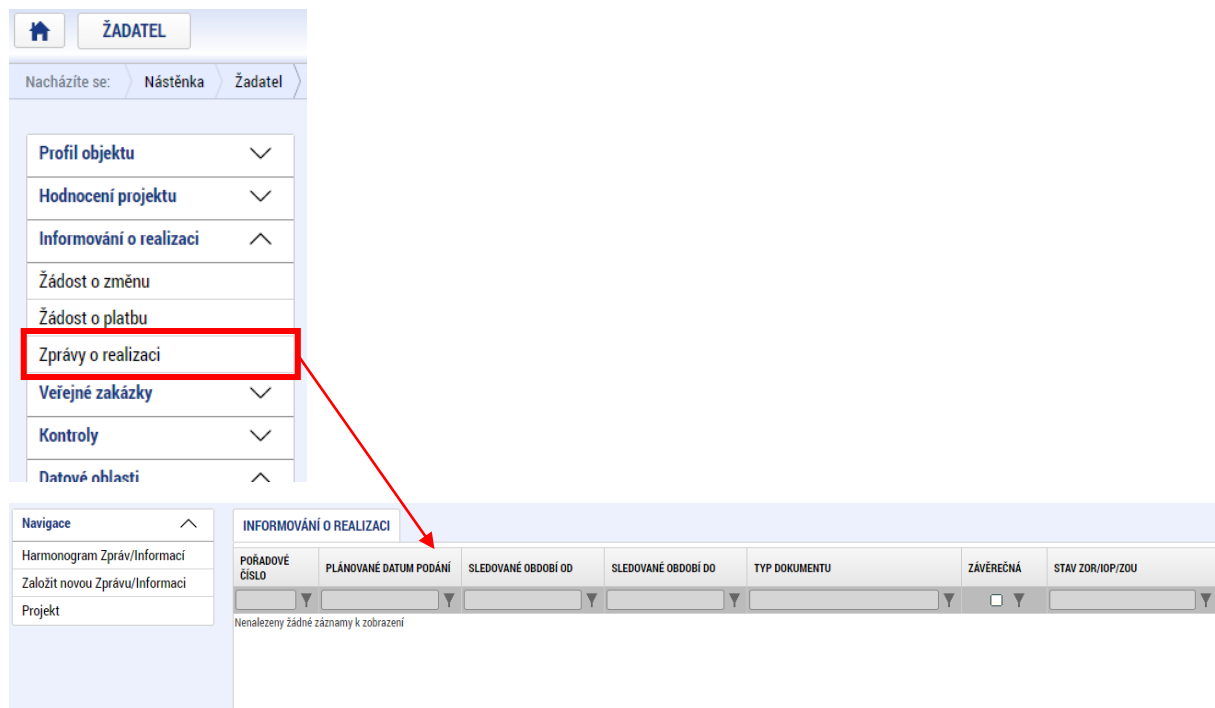 ŽADATEL
Nacházíte se: Nástěnka Žadatel
Profil objektu
Hodnocení projektu
Informování o realizaci
Žádost o změnu
Žádost o platbu
Zprávy o realizaci
Veřejné zakázky
Kontroly
Datové oblasti
Navigace
Harmonogram Zpráv/Informací
Založit novou Zprávu/Informaci
Projekt
INFORMOVÁNÍ O REALIZACI
POŘADOVÉ
ČÍSLO
PLÁNOVANÉ DATUM PODÁNÍ
SLEDOVANÉ OBDOBÍ OD
SLEDOVANÉ OBDOBÍ DO
TYP DOKUMENTU
ZÁVĚREČNÁ
STAV ZOR/IOP/ZOU
Nenalezeny žádné záznamy k zobrazení